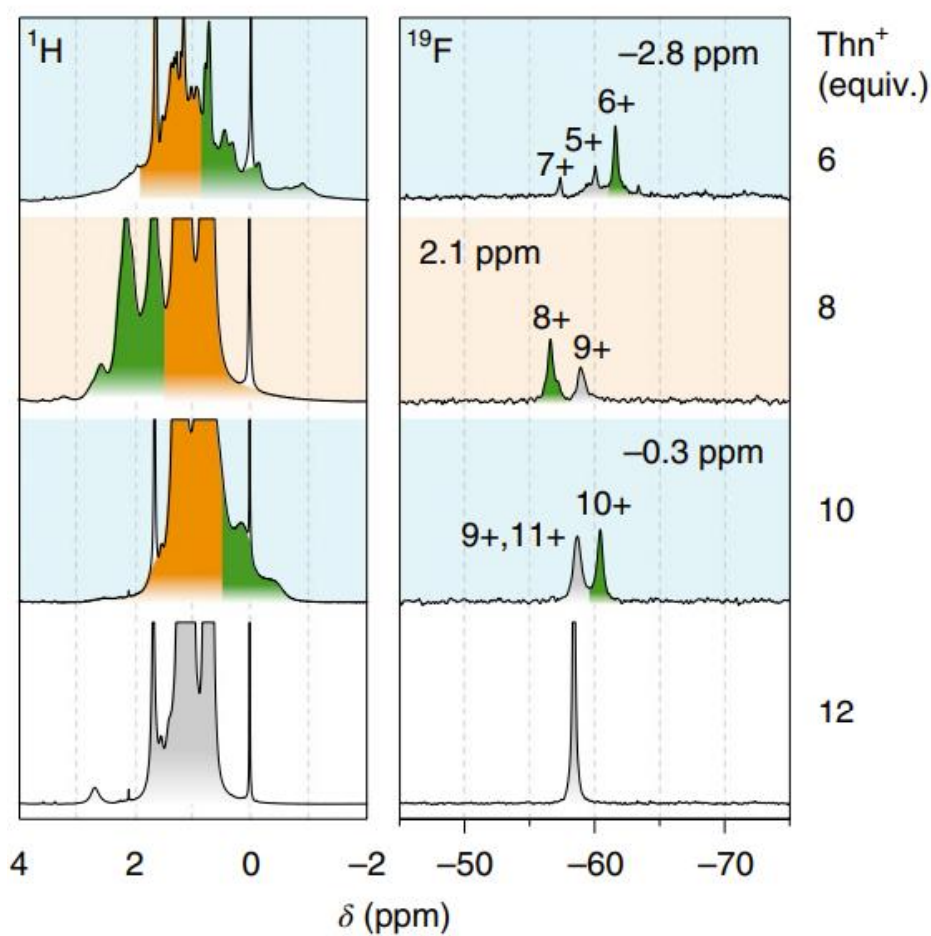 ¹H
¹⁹F
–2.8 ppm
Thn⁺
(equiv.)
6+
5+
7+
6
2.1 ppm
8+
9+
8
–0.3 ppm
10+
9+,11+
10
12
4 2 0 –2
–50 –60 –70
δ (ppm)